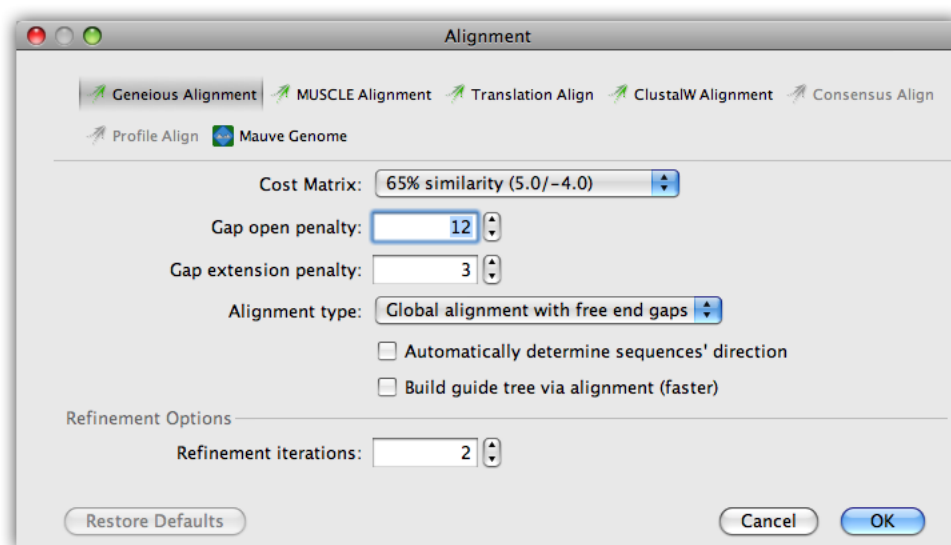 Alignment
Geneious Alignment MUSCLE Alignment Translation Align ClustalW Alignment Consensus Align
Profile Align Mauve Genome
Cost Matrix: 65% similarity (5.0/-4.0)
Gap open penalty: 12
Gap extension penalty: 3
Alignment type: Global alignment with free end gaps
Automatically determine sequences' direction
Build guide tree via alignment (faster)
Refinement Options
Refinement iterations: 2
Restore Defaults Cancel OK